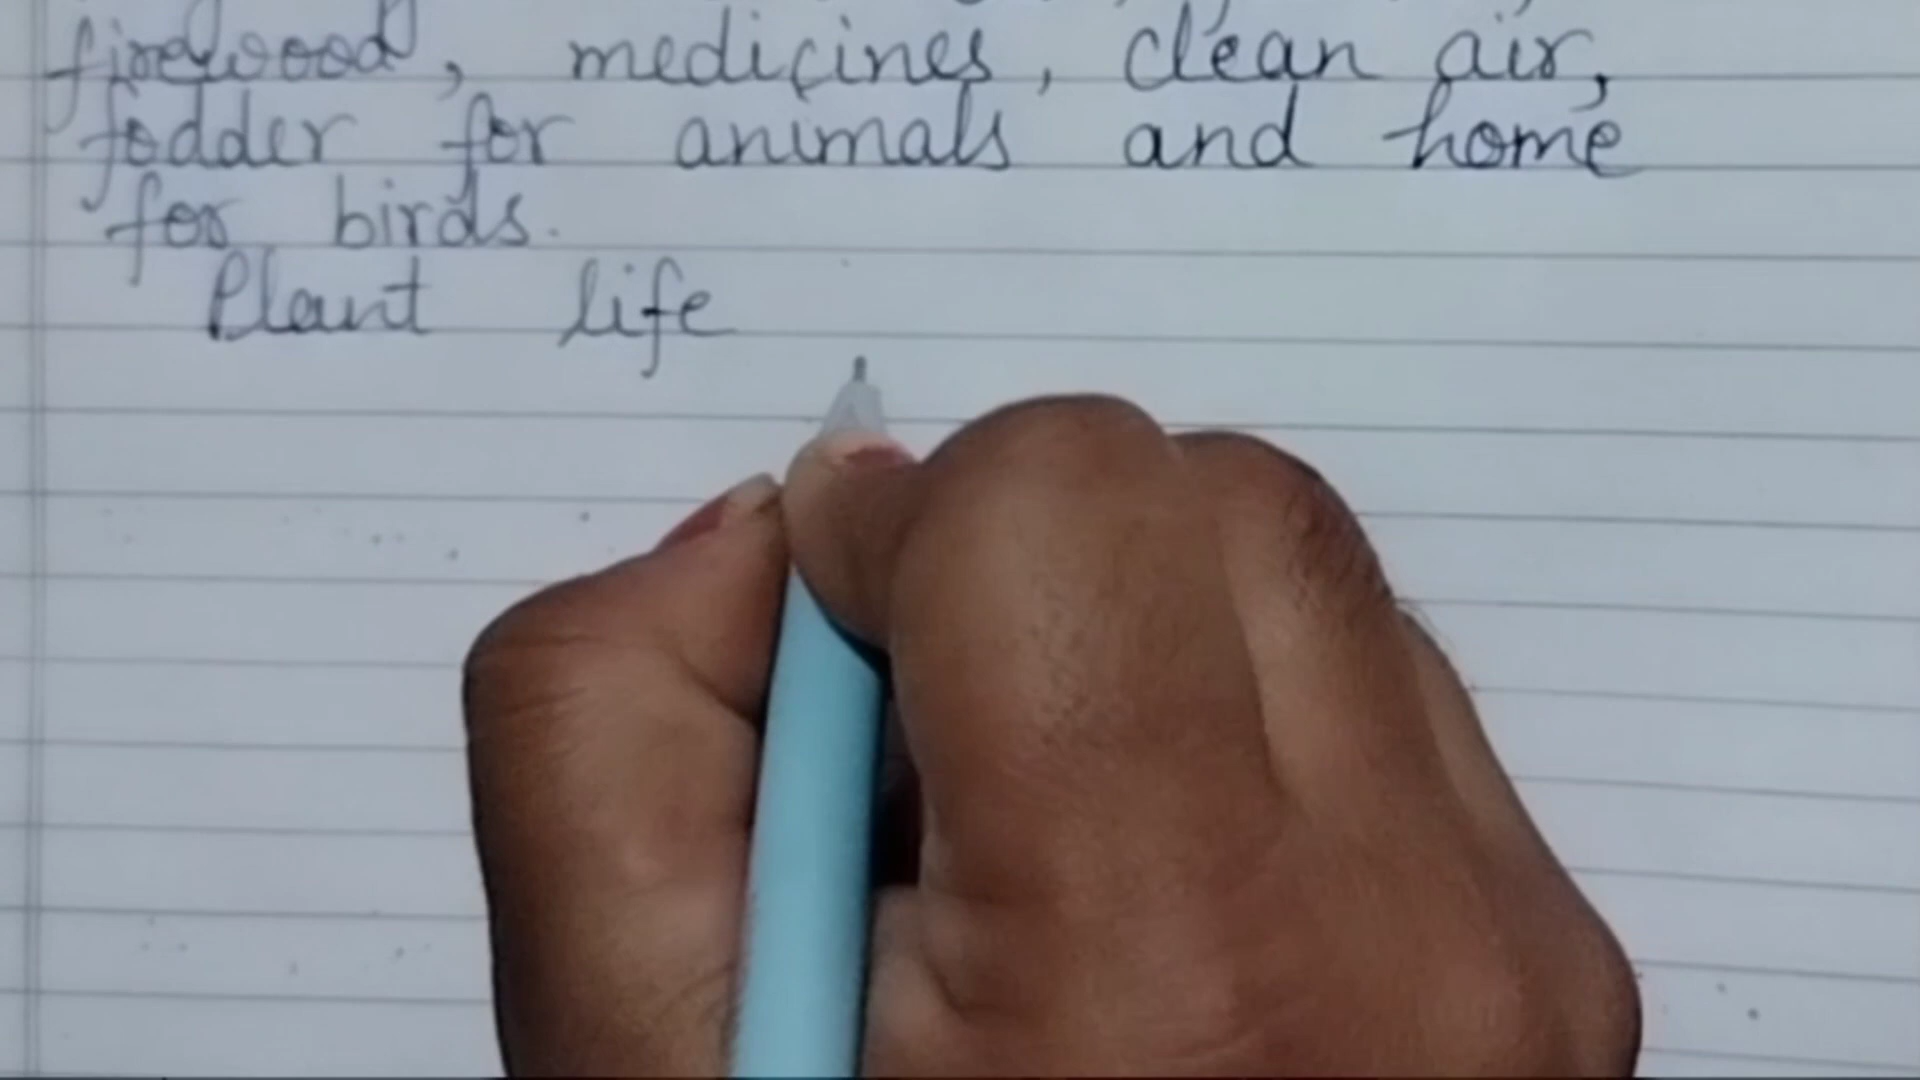 firewood, medicines, clean air,
fodder for animals and home
for birds.
Plant life